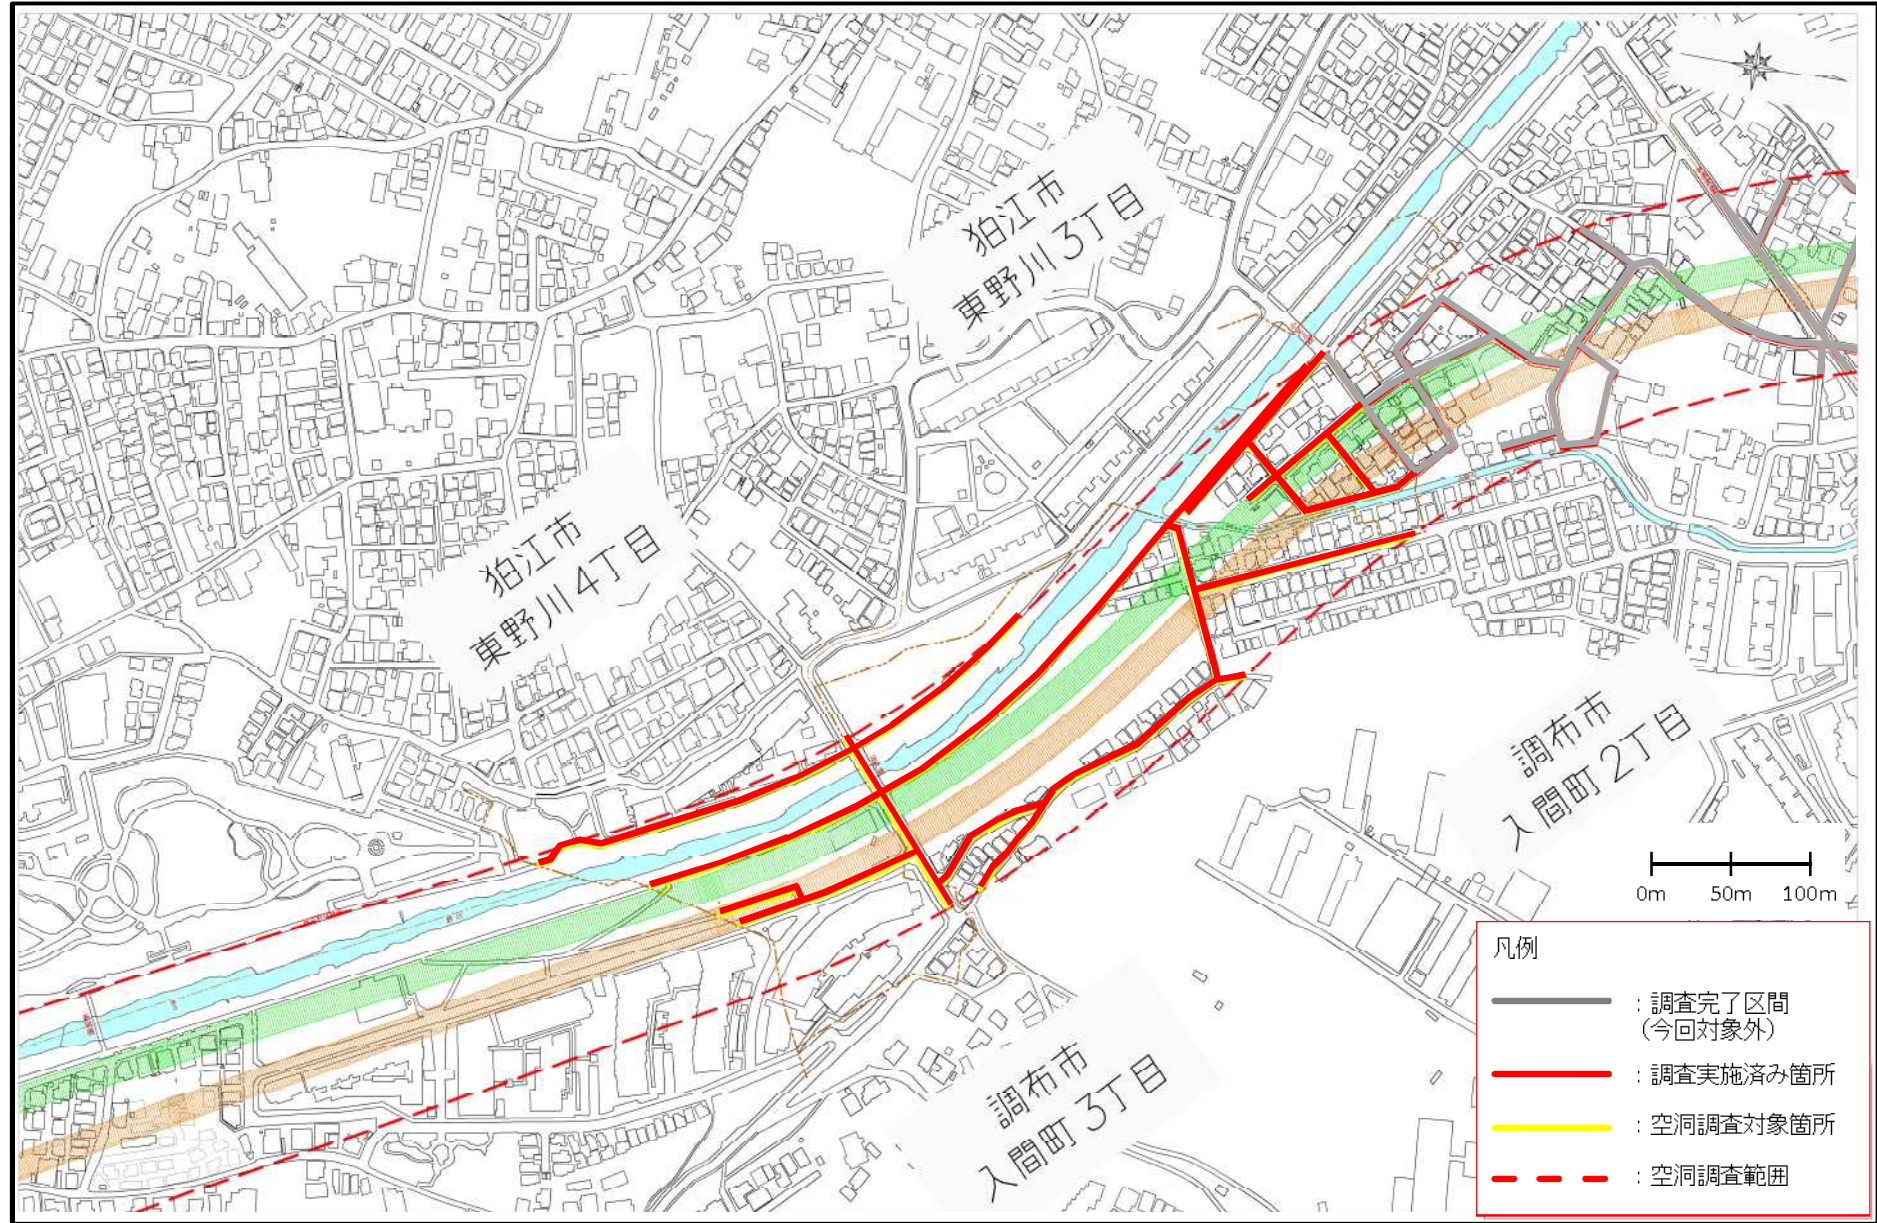 狛江市
東野川3丁目
狛江市
東野川4丁目
調布市
入間町2丁目
調布市
入間町3丁目
0m 50m 100m
凡例
：調査完了区間
（今回対象外）
：調査実施済み箇所
：空洞調査対象箇所
：空洞調査範囲